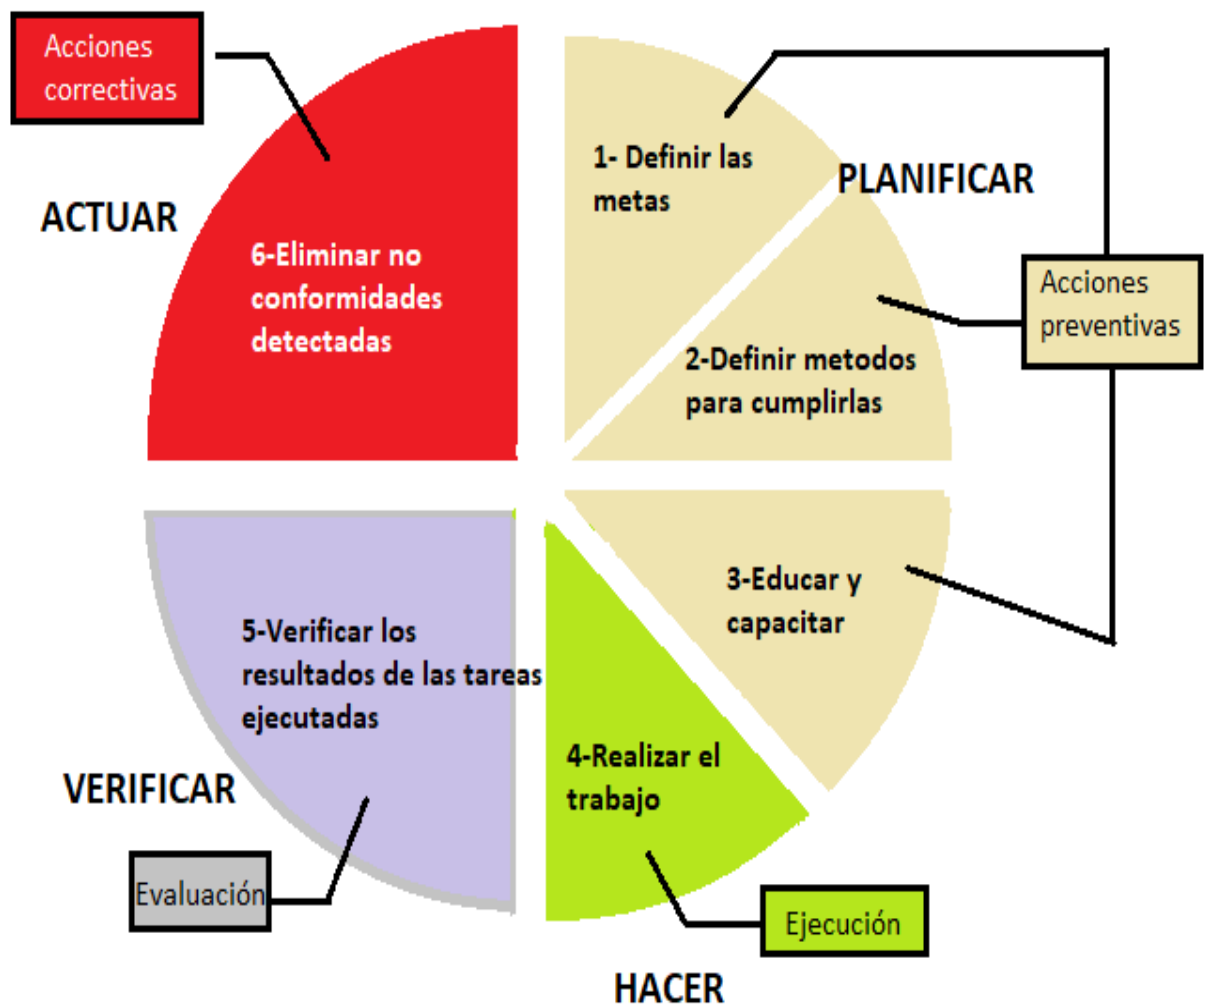 Acciones
correctivas
ACTUAR
6-Eliminar no
conformidades
detectadas
1- Definir las
metas
PLANIFICAR
2-Definir metodos
para cumplirlas
Acciones
preventivas
3-Educar y
capacitar
4-Realizar el
trabajo
Ejecución
HACER
5-Verificar los
resultados de las tareas
ejecutadas
VERIFICAR
Evaluación